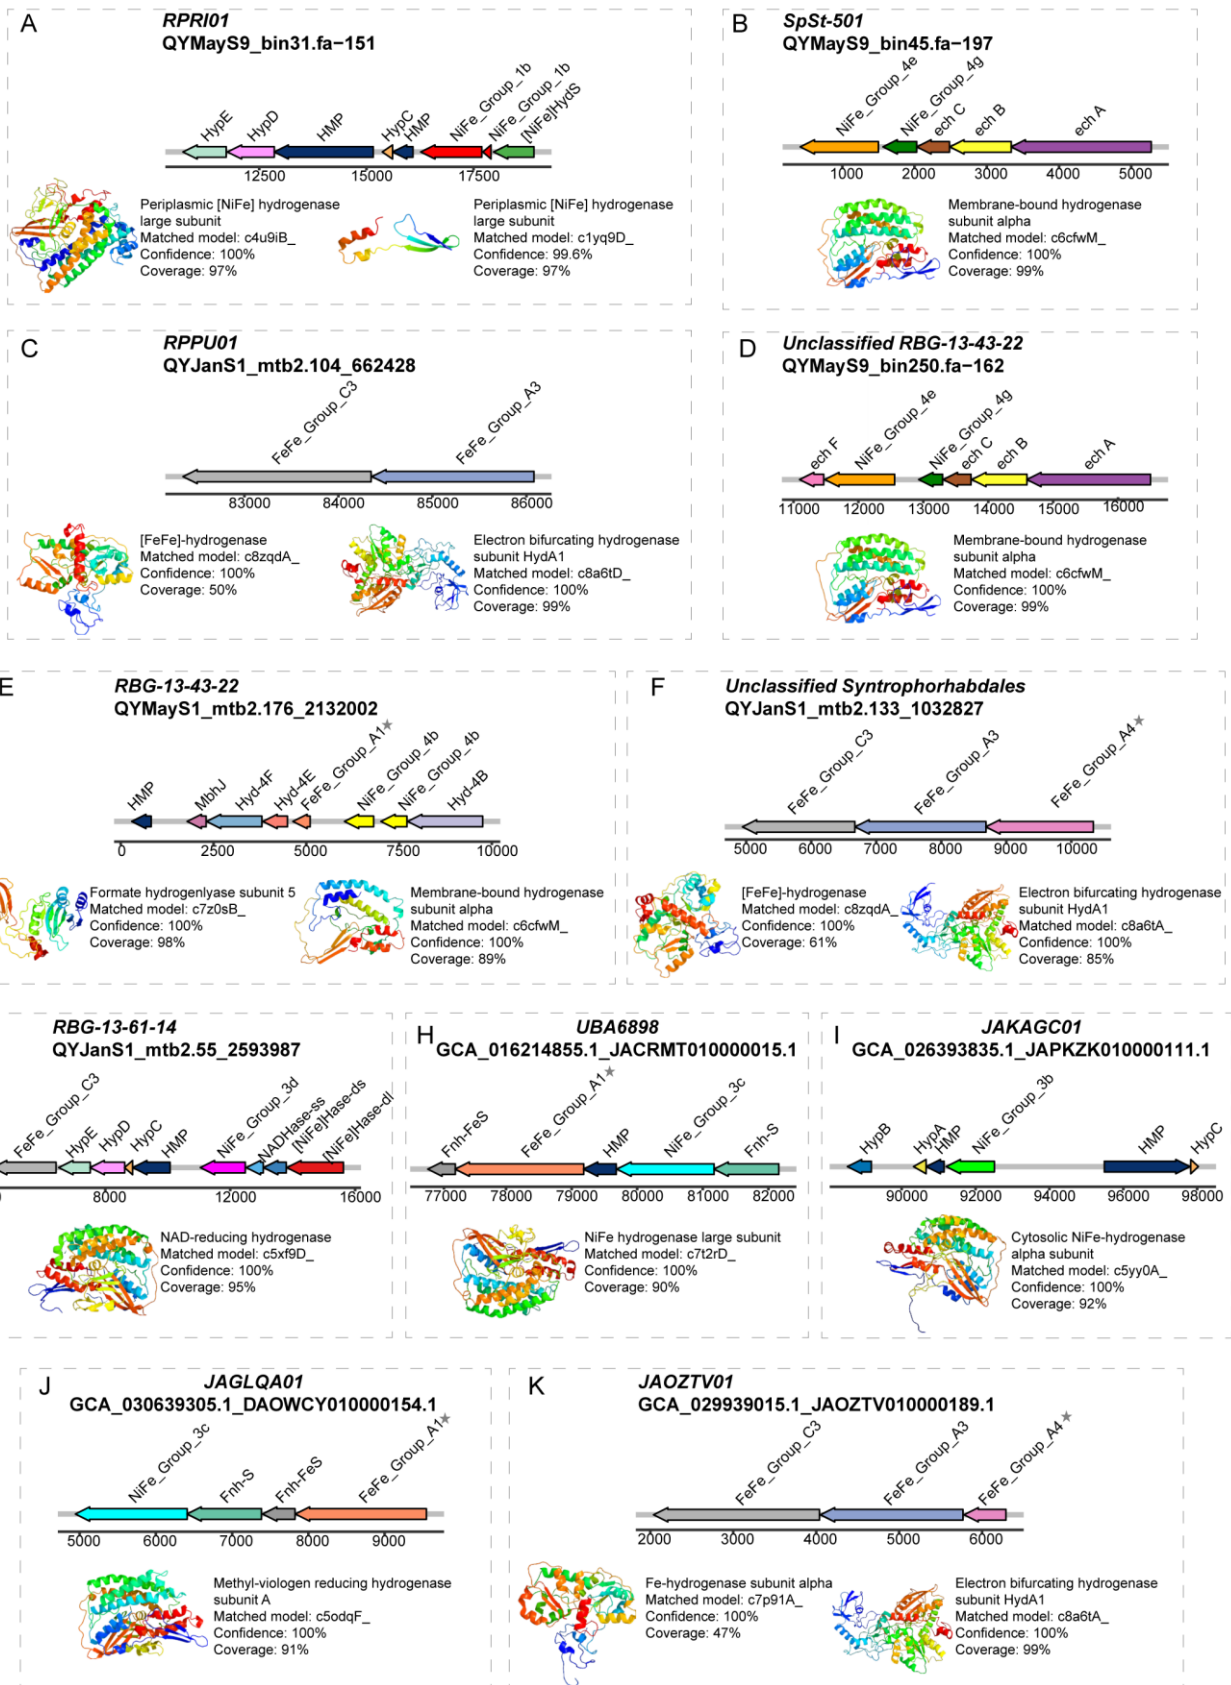 A
RPRI01
QYMayS9_bin31.fa−151
HypE
HypD
HMP
HypC
HMP
NiFe_Group_1b
NiFe_Group_1b
[NiFe]HydS
12500
15000
17500
Periplasmic [NiFe] hydrogenase
large subunit
Matched model: c4u9iB_
Confidence: 100%
Coverage: 97%
Periplasmic [NiFe] hydrogenase
large subunit
Matched model: c1yq9D_
Confidence: 99.6%
Coverage: 97%
B
SpSt-501
QYMayS9_bin45.fa−197
NiFe_Group_4e
NiFe_Group_4g
ech C
ech B
ech A
1000
2000
3000
4000
5000
Membrane-bound hydrogenase
subunit alpha
Matched model: c6cfwM_
Confidence: 100%
Coverage: 99%
C
RPPU01
QYJanS1_mtb2.104_662428
FeFe_Group_C3
FeFe_Group_A3
83000
84000
85000
86000
[FeFe]-hydrogenase
Matched model: c8zqdA_
Confidence: 100%
Coverage: 50%
Electron bifurcating hydrogenase
subunit HydA1
Matched model: c8a6tD_
Confidence: 100%
Coverage: 99%
D
Unclassified RBG-13-43-22
QYMayS9_bin250.fa−162
ech F
NiFe_Group_4e
NiFe_Group_4g
ech C
ech B
ech A
11000
12000
13000
14000
15000
16000
Membrane-bound hydrogenase
subunit alpha
Matched model: c6cfwM_
Confidence: 100%
Coverage: 99%
E
RBG-13-43-22
QYMayS1_mtb2.176_2132002
HMP
MbhJ
Hyd-4F
Hyd-4E
FeFe_Group_A1★
NiFe_Group_4b
NiFe_Group_4b
Hyd-4B
0
2500
5000
7500
10000
Formate hydrogenlyase subunit 5
Matched model: c7z0sB_
Confidence: 100%
Coverage: 98%
Membrane-bound hydrogenase
subunit alpha
Matched model: c6cfwM_
Confidence: 100%
Coverage: 89%
F
Unclassified Syntrophorhabdales
QYJanS1_mtb2.133_1032827
FeFe_Group_C3
FeFe_Group_A3
FeFe_Group_A4★
5000
6000
7000
8000
9000
10000
[FeFe]-hydrogenase
Matched model: c8zqdA_
Confidence: 100%
Coverage: 61%
Electron bifurcating hydrogenase
subunit HydA1
Matched model: c8a6tA_
Confidence: 100%
Coverage: 85%
RBG-13-61-14
QYJanS1_mtb2.55_2593987
FeFe_Group_C3
HypE
HypD
HypC
HMP
NiFe_Group_3d
NADHase-ss
[NiFe]Hase-ds
[NiFe]Hase-dl
8000
12000
16000
NAD-reducing hydrogenase
Matched model: c5xf9D_
Confidence: 100%
Coverage: 95%
H
UBA6898
GCA_016214855.1_JACRMT010000015.1
Fnh-FeS
FeFe_Group_A1★
HMP
NiFe_Group_3c
Fnh-S
77000
78000
79000
80000
81000
82000
NiFe hydrogenase large subunit
Matched model: c7t2rD_
Confidence: 100%
Coverage: 90%
I
JAKAGC01
GCA_026393835.1_JAPKZK010000111.1
HypB
HypA
HMP
NiFe_Group_3b
HMP
HypC
90000
92000
94000
96000
98000
Cytosolic NiFe-hydrogenase
alpha subunit
Matched model: c5yy0A_
Confidence: 100%
Coverage: 92%
J
JAGLQA01
GCA_030639305.1_DAOWCY010000154.1
NiFe_Group_3c
Fnh-S
Fnh-FeS
FeFe_Group_A1★
5000
6000
7000
8000
9000
Methyl-viologen reducing hydrogenase
subunit A
Matched model: c5odqF_
Confidence: 100%
Coverage: 91%
K
JAOZTV01
GCA_029939015.1_JAOZTV010000189.1
FeFe_Group_C3
FeFe_Group_A3
FeFe_Group_A4★
2000
3000
4000
5000
6000
Fe-hydrogenase subunit alpha
Matched model: c7p91A_
Confidence: 100%
Coverage: 47%
Electron bifurcating hydrogenase
subunit HydA1
Matched model: c8a6tA_
Confidence: 100%
Coverage: 99%